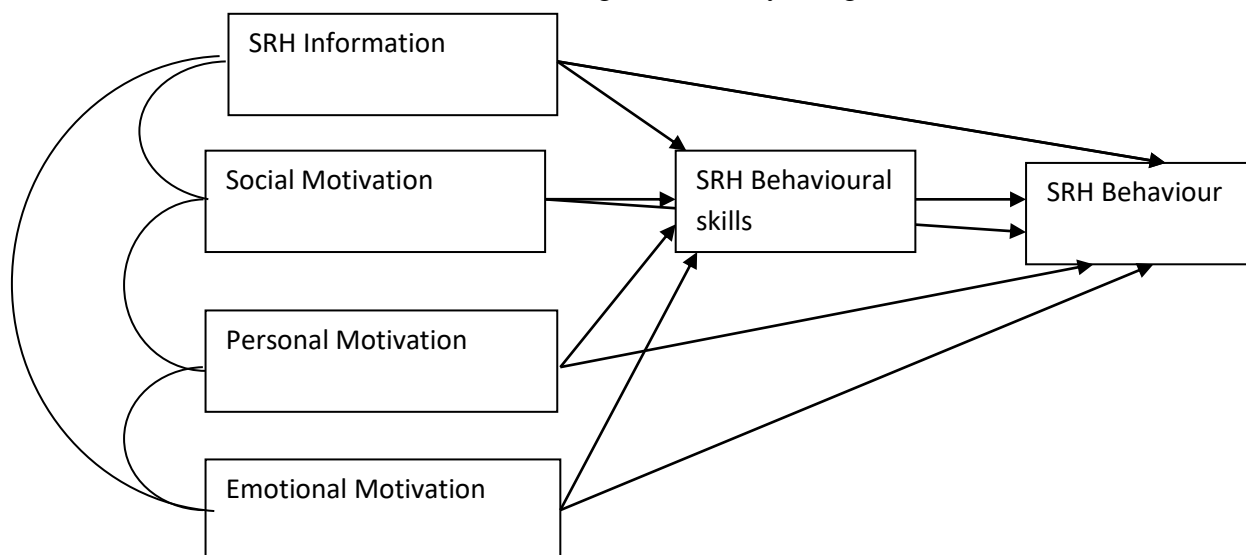 SRH Information
Social Motivation
SRH Behavioural
skills
SRH Behaviour
Personal Motivation
Emotional Motivation